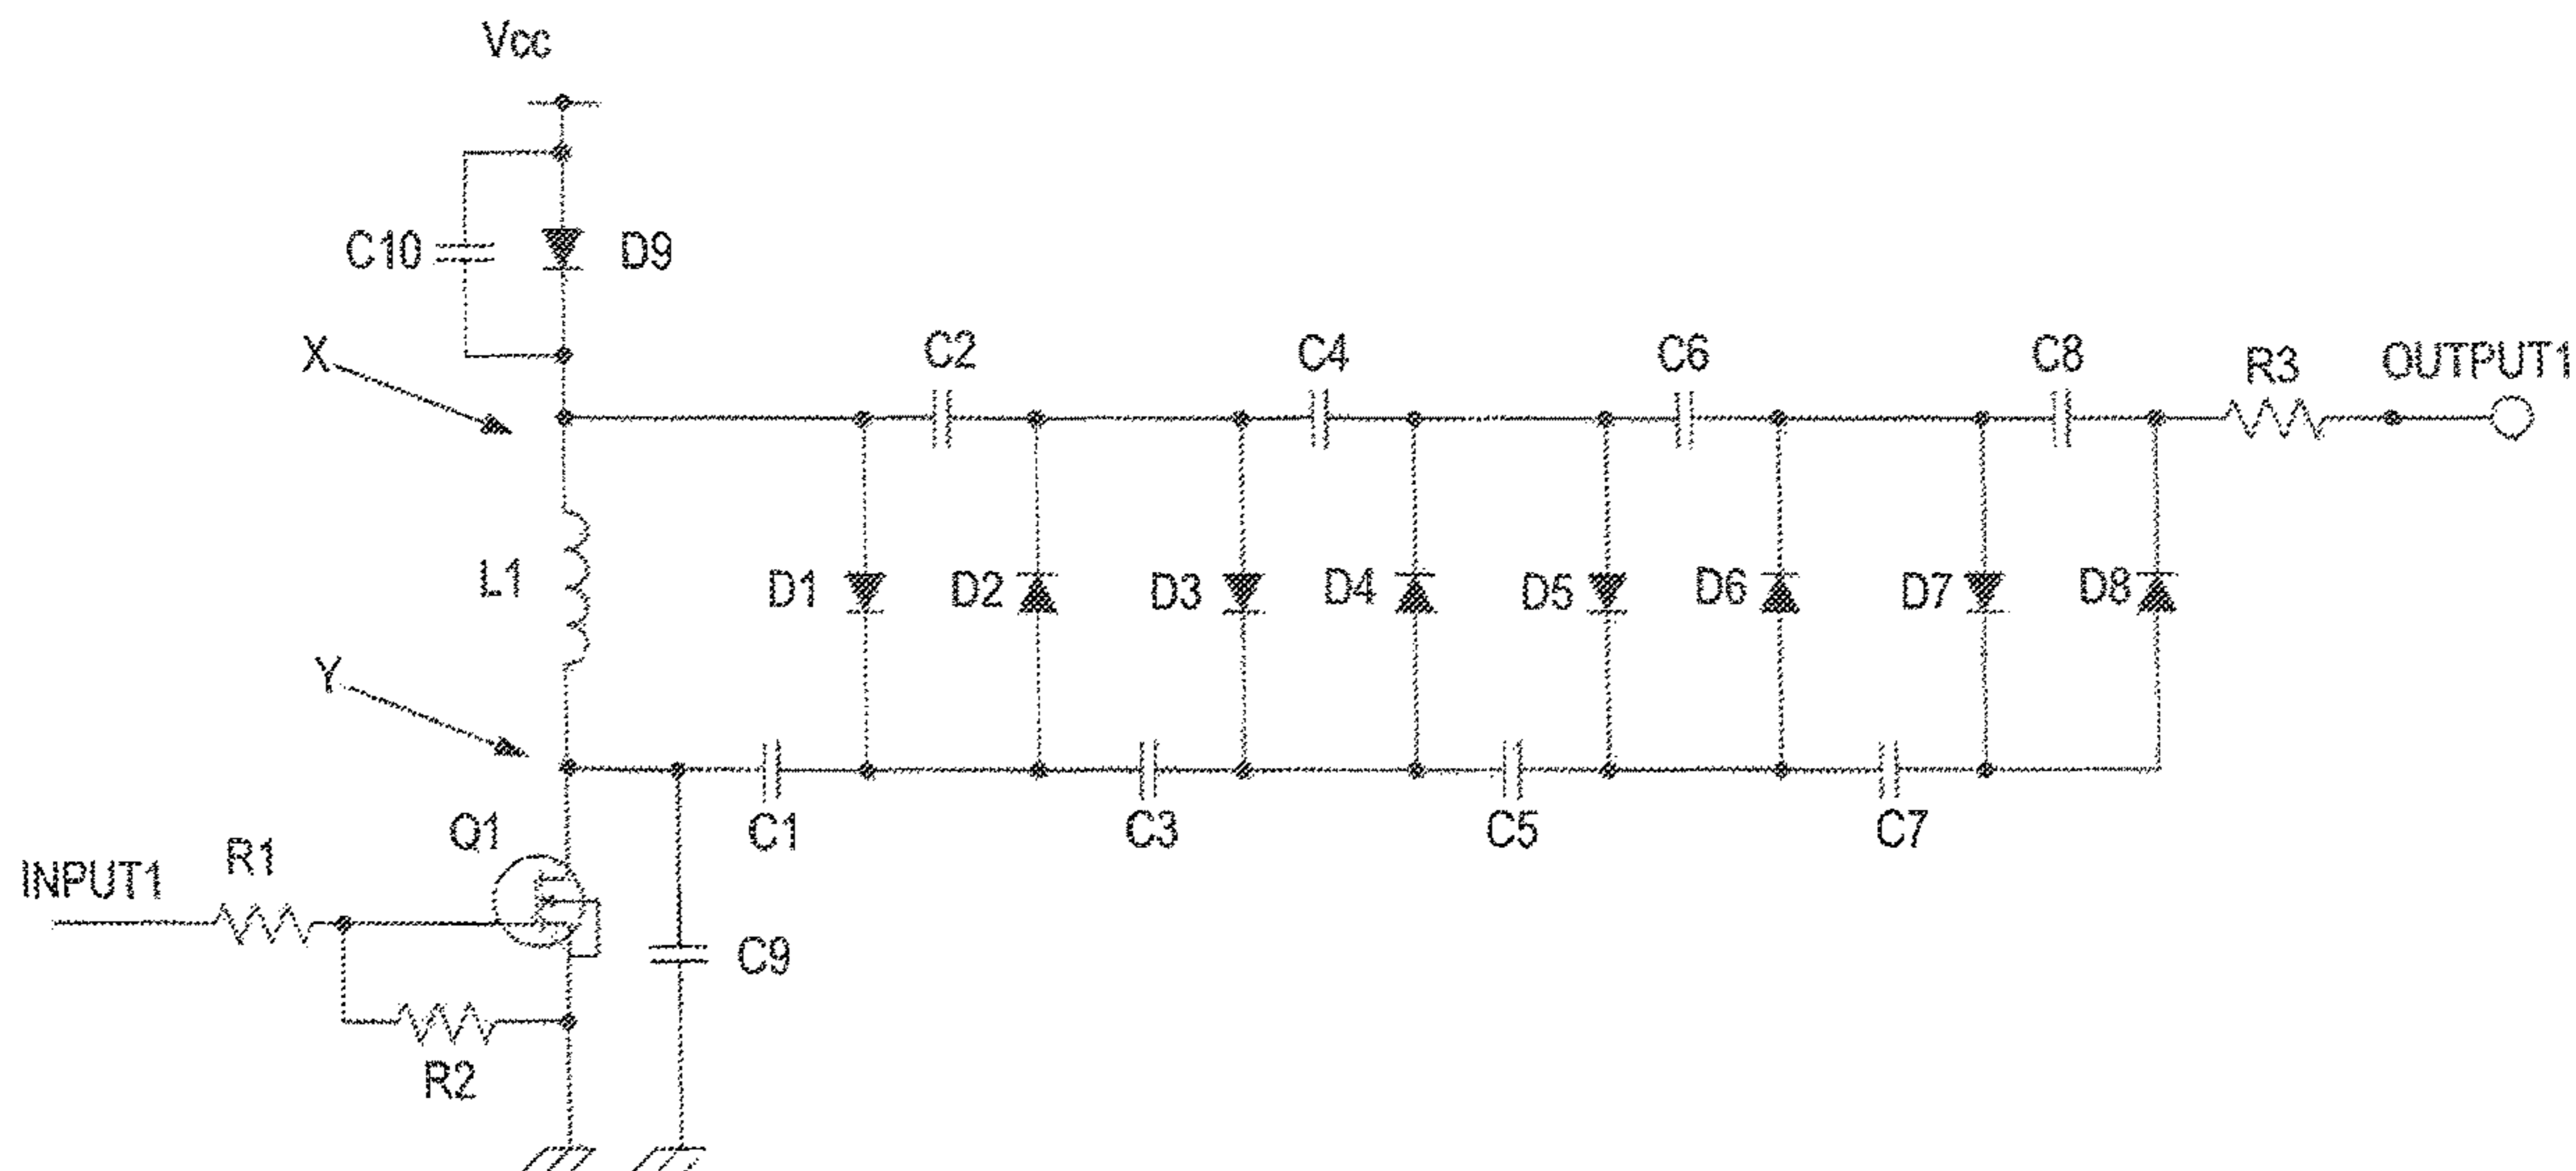 Vcc
C10
D9
X
C2
C4
C6
C8
R3
OUTPUT1
L1
D1
D2
D3
D4
D5
D6
D7
D8
Y
Q1
C1
C3
C5
C7
INPUT1
R1
C9
R2